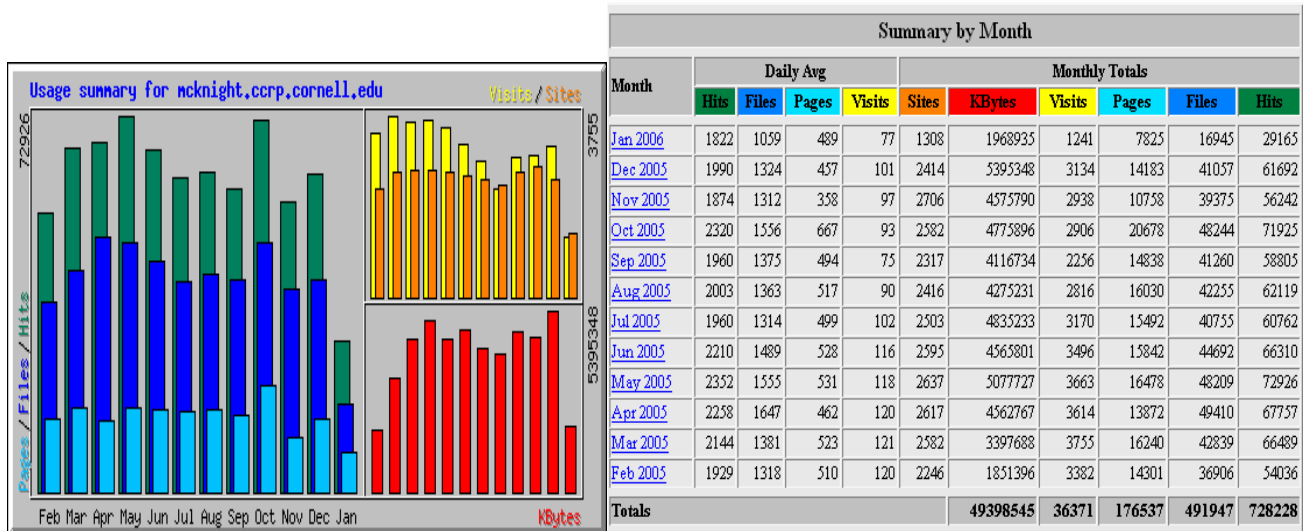 Usage summary for mcknight.ccrp.cornell.edu
Visits / Sites
72926
3755
Pages / Files / Hits
5395348
Feb Mar Apr May Jun Jul Aug Sep Oct Nov Dec Jan
KBytes
Summary by Month
Month Daily Avg Monthly Totals
Hits Files Pages Visits Sites KBytes Visits Pages Files Hits
Jan 2006 1822 1059 489 77 1308 1968935 1241 7825 16945 29165
Dec 2005 1990 1324 457 101 2414 5395348 3134 14183 41057 61692
Nov 2005 1874 1312 358 97 2706 4575790 2938 10758 39375 56242
Oct 2005 2320 1556 667 93 2582 4775896 2906 20678 48244 71925
Sep 2005 1960 1375 494 75 2317 4116734 2256 14838 41260 58805
Aug 2005 2003 1363 517 90 2416 4275231 2816 16030 42255 62119
Jul 2005 1960 1314 499 102 2503 4835233 3170 15492 40755 60762
Jun 2005 2210 1489 528 116 2595 4565801 3496 15842 44692 66310
May 2005 2352 1555 531 118 2637 5077727 3663 16478 48209 72926
Apr 2005 2258 1647 462 120 2617 4562767 3614 13872 49410 67757
Mar 2005 2144 1381 523 121 2582 3397688 3755 16240 42839 66489
Feb 2005 1929 1318 510 120 2246 1851396 3382 14301 36906 54036
Totals 49398545 36371 176537 491947 728228